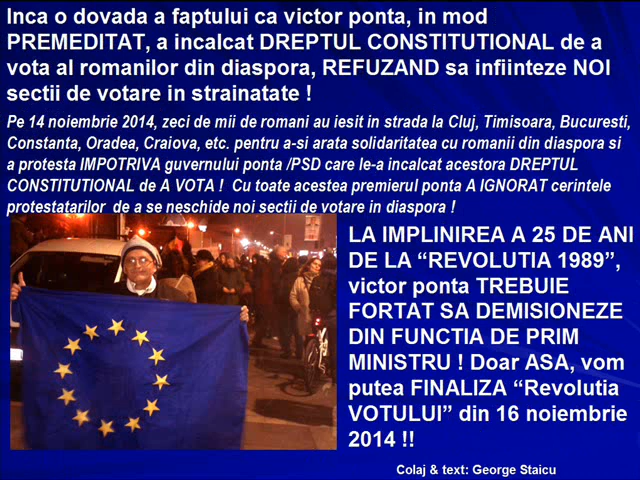 Inca o dovada a faptului ca victor ponta, in mod
PREMEDITAT, a incalcat DREPTUL CONSTITUTIONAL de a
vota al romanilor din diaspora, REFUZAND sa infiinteze NOI
sectii de votare in strainatate !
Pe 14 noiembrie 2014, zeci de mii de romani au iesit in strada la Cluj, Timisoara, Bucuresti,
Constanta, Oradea, Craiova, etc. pentru a-si arata solidaritatea cu romanii din diaspora si
a protesta IMPOTRIVA guvernului ponta /PSD care le-a incalcat acestora DREPTUL
CONSTITUTIONAL de A VOTA ! Cu toate acestea premierul ponta A IGNORAT cerintele
protestatarilor de a se neschide noi sectii de votare in diaspora !
LA IMPLINIREA A 25 DE ANI
DE LA “REVOLUTIA 1989”,
victor ponta TREBUIE
FORTAT SA DEMISIONEZE
DIN FUNCTIA DE PRIM
MINISTRU ! Doar ASA, vom
putea FINALIZA “Revolutia
VOTULUI” din 16 noiembrie
2014 !!
Colaj & text: George Staicu